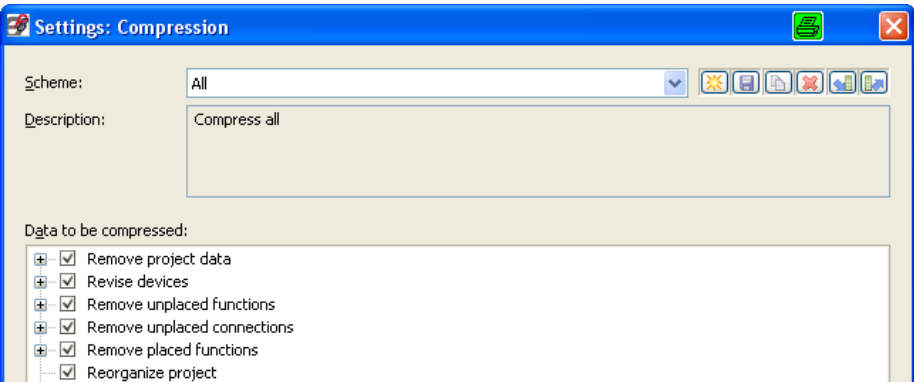 Settings: Compression
Scheme:
All
Description:
Compress all
Data to be compressed:
Remove project data
Revise devices
Remove unplaced functions
Remove unplaced connections
Remove placed functions
Reorganize project